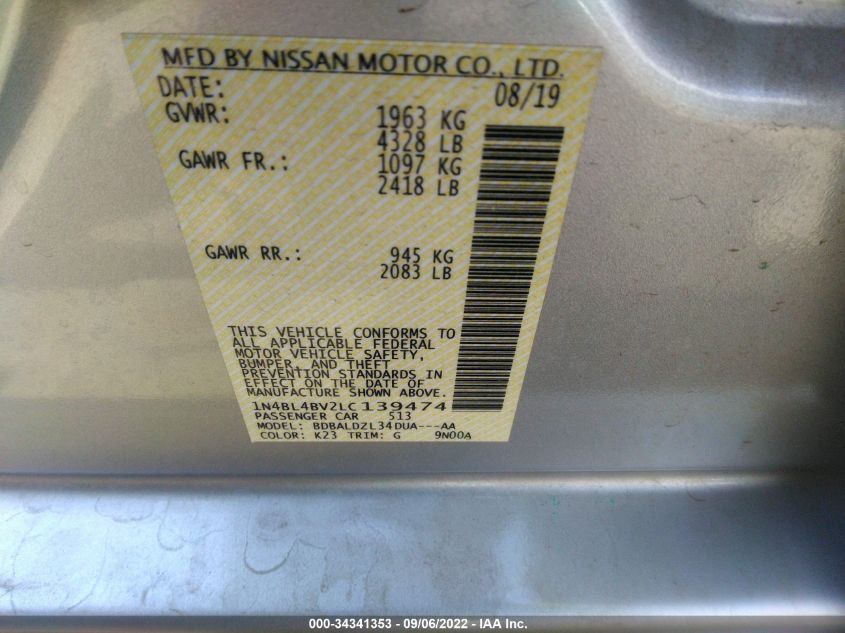 MFD BY NISSAN MOTOR CO., LTD.
DATE: 08/19
GVWR: 1963 KG
4328 LB
GAWR FR.: 1097 KG
2418 LB
GAWR RR.: 945 KG
2083 LB
THIS VEHICLE CONFORMS TO
ALL APPLICABLE FEDERAL
MOTOR VEHICLE SAFETY,
BUMPER, AND THEFT
PREVENTION STANDARDS IN
EFFECT ON THE DATE OF
MANUFACTURE SHOWN ABOVE.
1N4BL4BV2LC139474
PASSENGER CAR 513
MODEL: BDBALDZL34DUA---AA
COLOR: K23 TRIM: G 9N00A
000-34341353 - 09/06/2022 - IAA Inc.